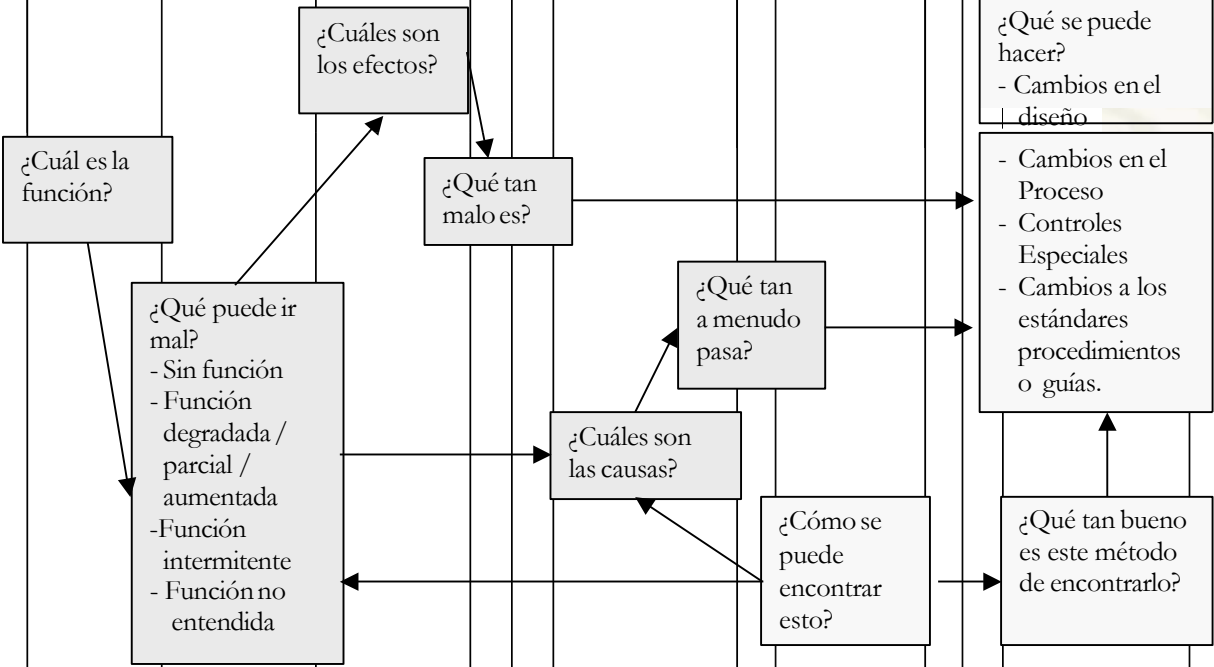 ¿Cuáles son
los efectos?
¿Qué se puede
hacer?
- Cambios en el
diseño
¿Cuál es la
función?
¿Qué tan
malo es?
- Cambios en el
Proceso
- Controles
Especiales
- Cambios a los
estándares
procedimientos
o guías.
¿Qué puede ir
mal?
- Sin función
- Función
degradada /
parcial /
aumentada
-Función
intermitente
- Función no
entendida
¿Qué tan
a menudo
pasa?
¿Cuáles son
las causas?
¿Cómo se
puede
encontrar
esto?
¿Qué tan bueno
es este método
de encontrarlo?